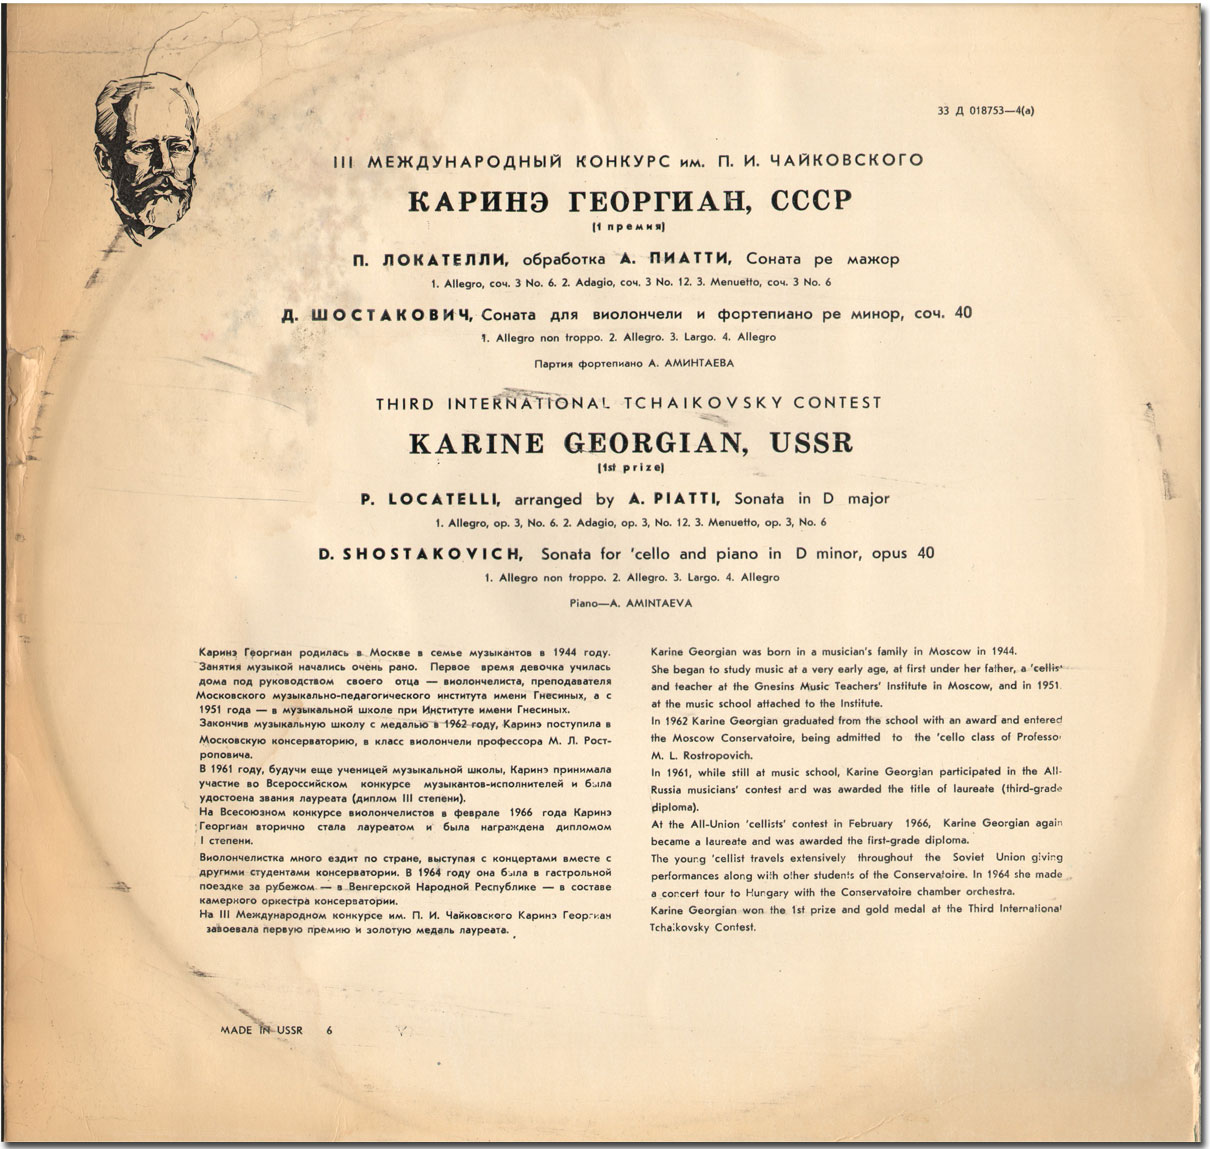 33 Д 018753—4(а)
III МЕЖДУНАРОДНЫЙ КОНКУРС им. П. И. ЧАЙКОВСКОГО
КАРИНЭ ГЕОРГИАН, СССР
(1 премия)
П. ЛОКАТЕЛЛИ, обработка А. ПИАТТИ, Соната ре мажор
1. Allegro, соч. 3 No. 6. 2. Adagio, соч. 3 No. 12. 3. Menuetto, соч. 3 No. 6
Д. ШОСТАКОВИЧ, Соната для виолончели и фортепиано ре минор, соч. 40
1. Allegro non troppo. 2. Allegro. 3. Largo. 4. Allegro
Партия фортепиано А. АМИНТАЕВА
THIRD INTERNATIONAL TCHAIKOVSKY CONTEST
KARINE GEORGIAN, USSR
(1st prize)
P. LOCATELLI, arranged by A. PIATTI, Sonata in D major
1. Allegro, op. 3, No. 6. 2. Adagio, op. 3, No. 12. 3. Menuetto, op. 3, No. 6
D. SHOSTAKOVICH, Sonata for 'cello and piano in D minor, opus 40
1. Allegro non troppo. 2. Allegro. 3. Largo. 4. Allegro
Piano—A. AMINTAEVA
Каринэ Георгиан родилась в Москве в семье музыкантов в 1944 году.
Занятия музыкой начались очень рано. Первое время девочка училась
дома под руководством своего отца — виолончелиста, преподавателя
Московского музыкально-педагогического института имени Гнесиных, а с
1951 года — в музыкальной школе при Институте имени Гнесиных.
Закончив музыкальную школу с медалью в 1962 году, Каринэ поступила в
Московскую консерваторию, в класс виолончели профессора М. Л. Рост-
роповича.
В 1961 году, будучи еще ученицей музыкальной школы, Каринэ принимала
участие во Всероссийском конкурсе музыкантов-исполнителей и была
удостоена звания лауреата (диплом III степени).
На Всесоюзном конкурсе виолончелистов в феврале 1966 года Каринэ
Георгиан вторично стала лауреатом и была награждена дипломом
I степени.
Виолончелистка много ездит по стране, выступая с концертами вместе с
другими студентами консерватории. В 1964 году она была в гастрольной
поездке за рубежом — в Венгерской Народной Республике — в составе
камерного оркестра консерватории.
На III Международном конкурсе им. П. И. Чайковского Каринэ Георгиан
завоевала первую премию и золотую медаль лауреата.
Karine Georgian was born in a musician's family in Moscow in 1944.
She began to study music at a very early age, at first under her father, a 'cellist
and teacher at the Gnesins Music Teachers' Institute in Moscow, and in 1951
at the music school attached to the Institute.
In 1962 Karine Georgian graduated from the school with an award and entered
the Moscow Conservatoire, being admitted to the 'cello class of Professor
M. L. Rostropovich.
In 1961, while still at music school, Karine Georgian participated in the All-
Russia musicians' contest and was awarded the title of laureate (third-grade
diploma).
At the All-Union 'cellists' contest in February 1966, Karine Georgian again
became a laureate and was awarded the first-grade diploma.
The young 'cellist travels extensively throughout the Soviet Union giving
performances along with other students of the Conservatoire. In 1964 she made
a concert tour to Hungary with the Conservatoire chamber orchestra.
Karine Georgian won the 1st prize and gold medal at the Third International
Tchaikovsky Contest.
MADE IN USSR 6